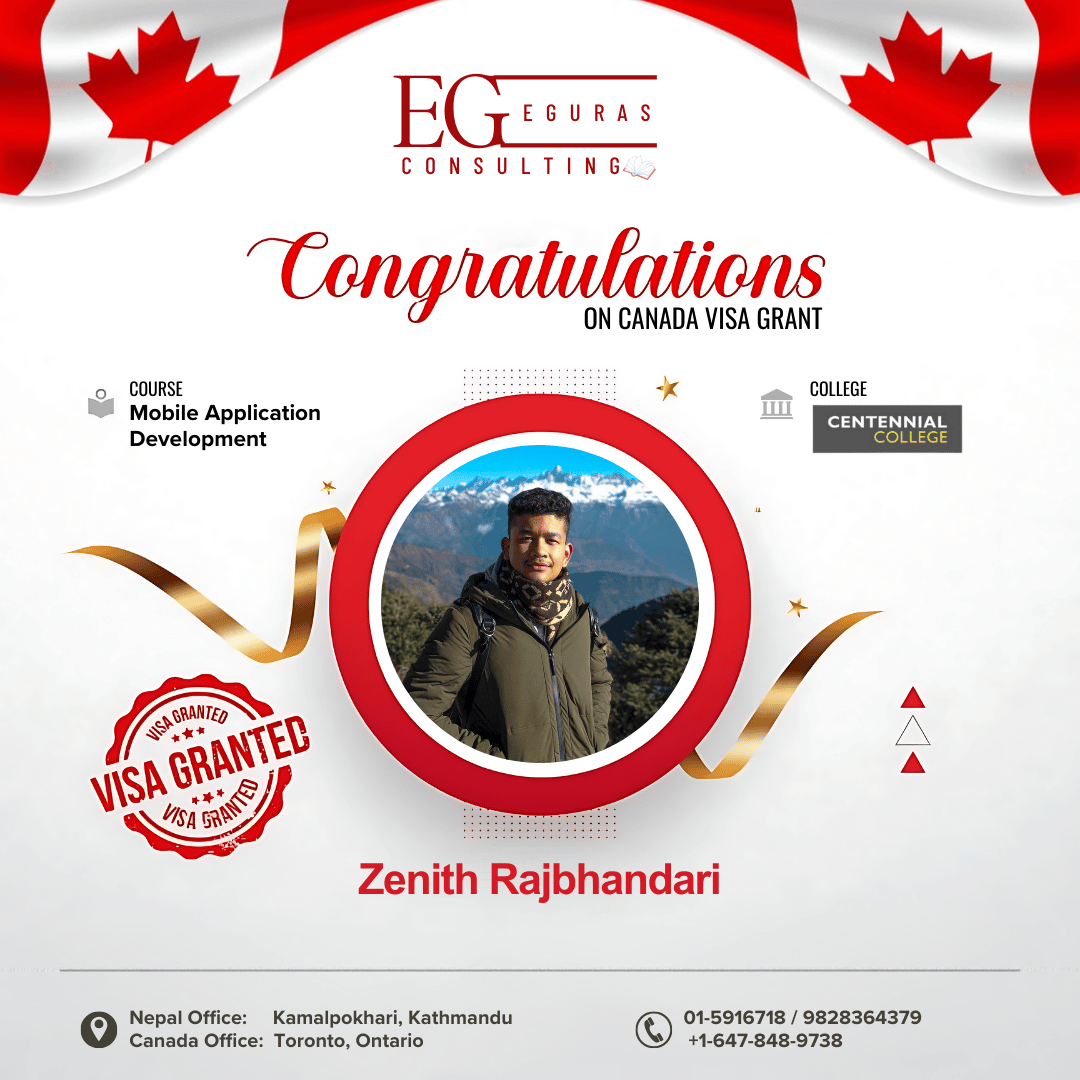 EG EGURAS
CONSULTING
Congratulations
ON CANADA VISA GRANT
COURSE
Mobile Application
Development
COLLEGE
CENTENNIAL
COLLEGE
VISA GRANTED
VISA GRANTED
VISA GRANTED
Zenith Rajbhandari
Nepal Office: Kamalpokhari, Kathmandu
Canada Office: Toronto, Ontario
01-5916718 / 9828364379
+1-647-848-9738